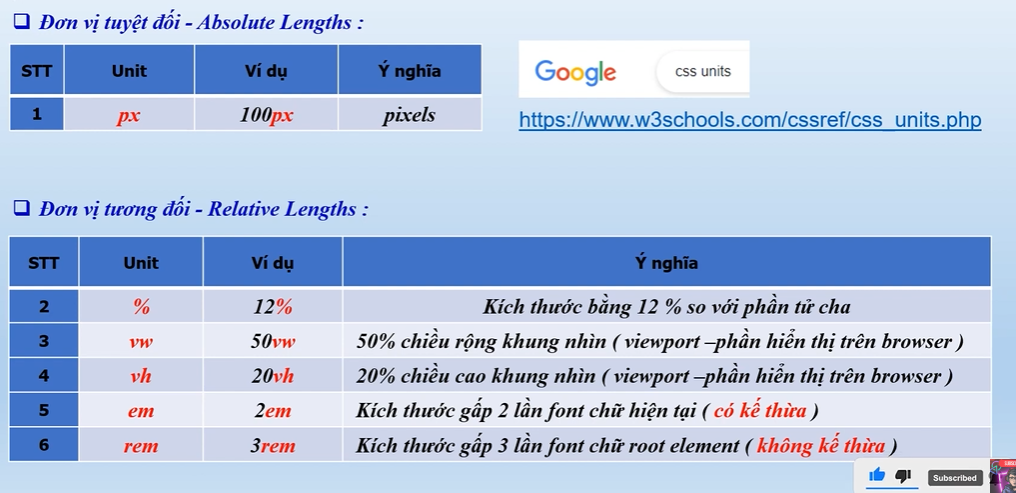 ❑ Đơn vị tuyệt đối - Absolute Lengths :
STT Unit Ví dụ Ý nghĩa
1 px 100px pixels
Google css units
https://www.w3schools.com/cssref/css_units.php
❑ Đơn vị tương đối - Relative Lengths :
STT Unit Ví dụ Ý nghĩa
2 % 12% Kích thước bằng 12 % so với phần tử cha
3 vw 50vw 50% chiều rộng khung nhìn ( viewport –phần hiển thị trên browser )
4 vh 20vh 20% chiều cao khung nhìn ( viewport –phần hiển thị trên browser )
5 em 2em Kích thước gấp 2 lần font chữ hiện tại ( có kế thừa )
6 rem 3rem Kích thước gấp 3 lần font chữ root element ( không kế thừa )
Subscribed